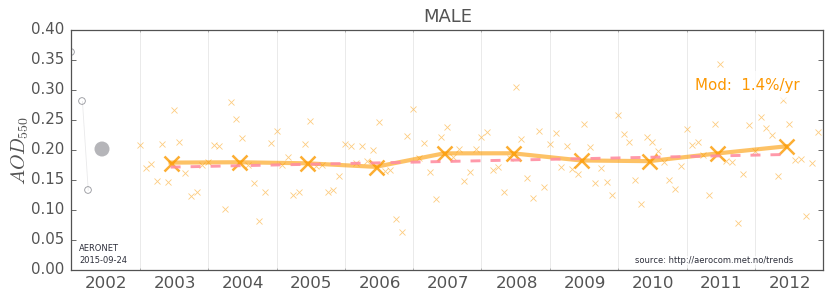 MALE
0.40
0.35
0.30
0.25
0.20
0.15
0.10
0.05
0.00
AOD550
Mod: 1.4%/yr
AERONET
2015-09-24
source: http://aerocom.met.no/trends
2002 2003 2004 2005 2006 2007 2008 2009 2010 2011 2012